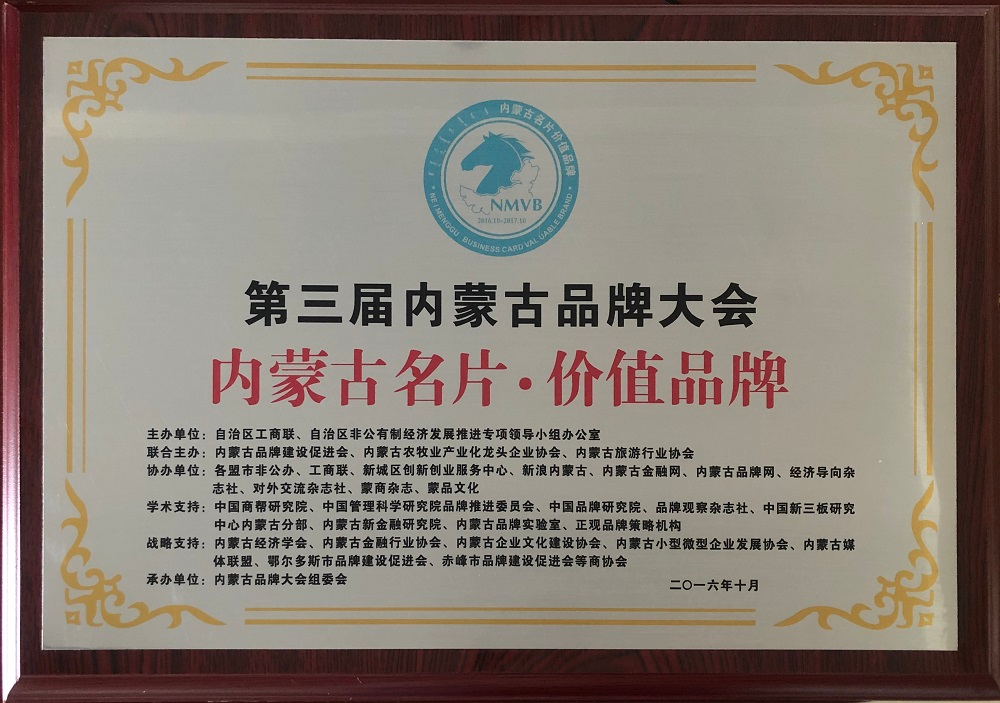 内蒙古名片价值品牌
NMVB
2016.10-2017.10
NEI MENGGU BUSINESS CARD VALUABLE BRAND
第三届内蒙古品牌大会
内蒙古名片·价值品牌
主办单位：自治区工商联、自治区非公有制经济发展推进专项领导小组办公室
联合主办：内蒙古品牌建设促进会、内蒙古农牧业产业化龙头企业协会、内蒙古旅游行业协会
协办单位：各盟市非公办、工商联、新城区创新创业服务中心、新浪内蒙古、内蒙古金融网、内蒙古品牌网、经济导向杂
志社、对外交流杂志社、蒙商杂志、蒙品文化
学术支持：中国商帮研究院、中国管理科学研究院品牌推进委员会、中国品牌研究院、品牌观察杂志社、中国新三板研究
中心内蒙古分部、内蒙古新金融研究院、内蒙古品牌实验室、正观品牌策略机构
战略支持：内蒙古经济学会、内蒙古金融行业协会、内蒙古企业文化建设协会、内蒙古小型微型企业发展协会、内蒙古媒
体联盟、鄂尔多斯市品牌建设促进会、赤峰市品牌建设促进会等商协会
承办单位：内蒙古品牌大会组委会
二〇一六年十月